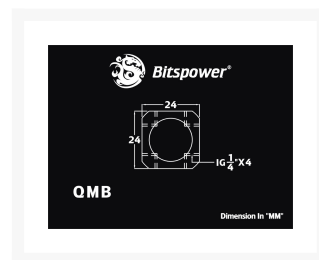 Bitspower®
24
24
IG 1/4"X4
QMB
Dimension In "MM"